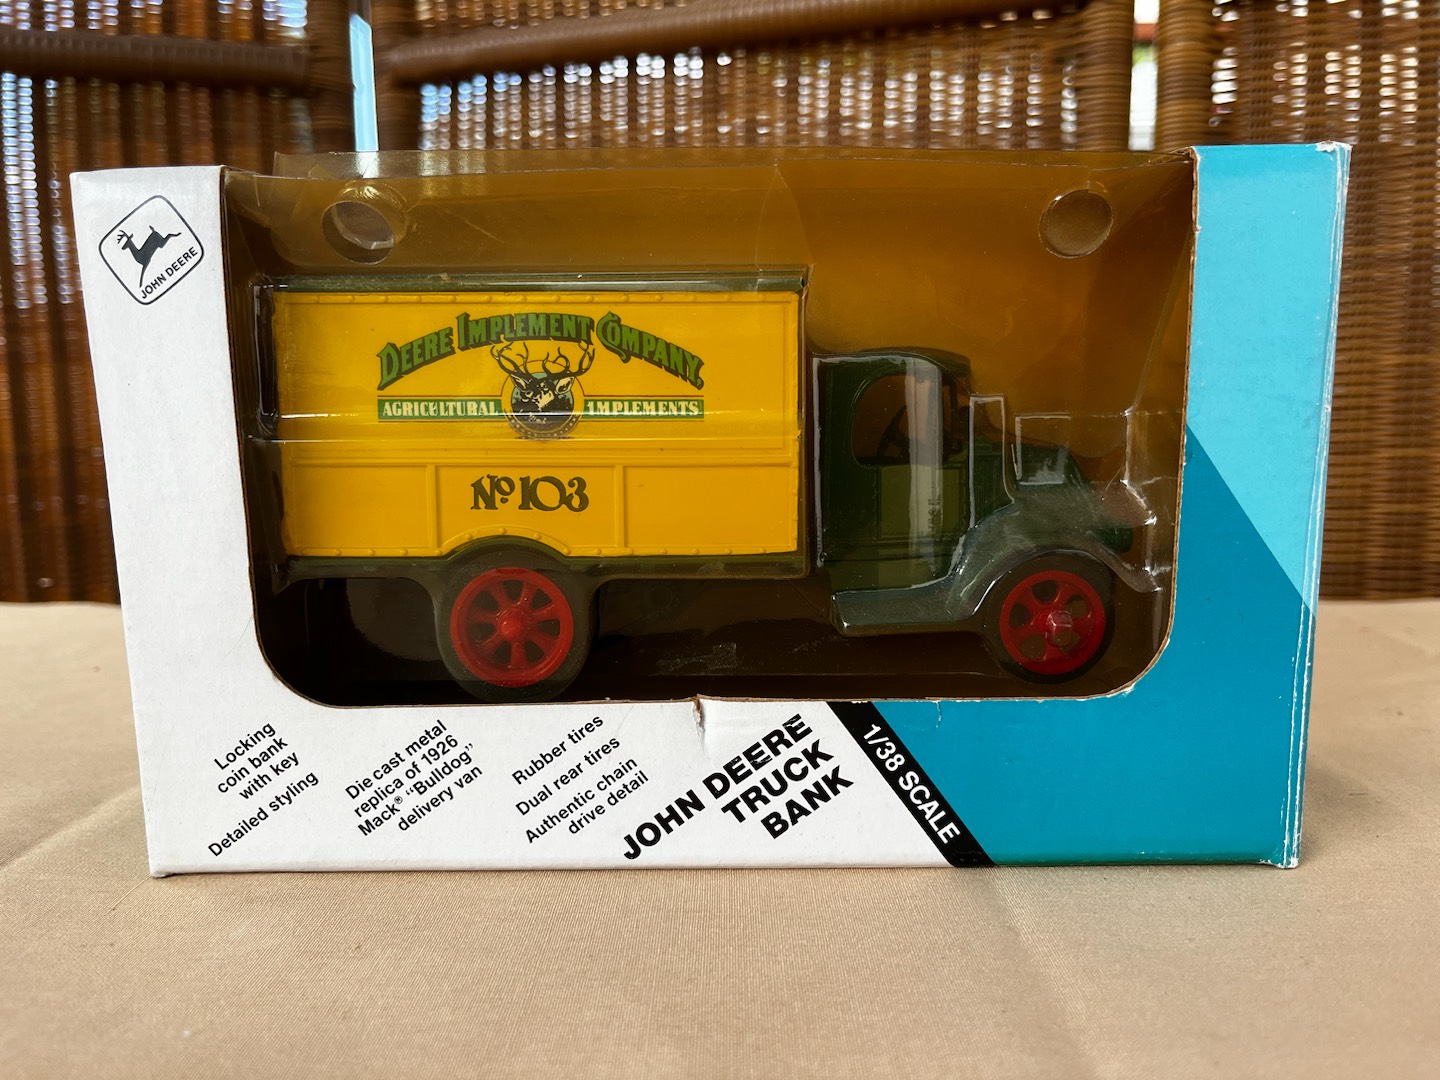 JOHN DEERE
DEERE IMPLEMENT COMPANY.
AGRICULTURAL IMPLEMENTS
No 103
Locking
coin bank
with key
Detailed styling
Die cast metal
replica of 1926
Mack® "Bulldog"
delivery van
Rubber tires
Dual rear tires
Authentic chain
drive detail
JOHN DEERE
TRUCK
BANK
1/38 SCALE